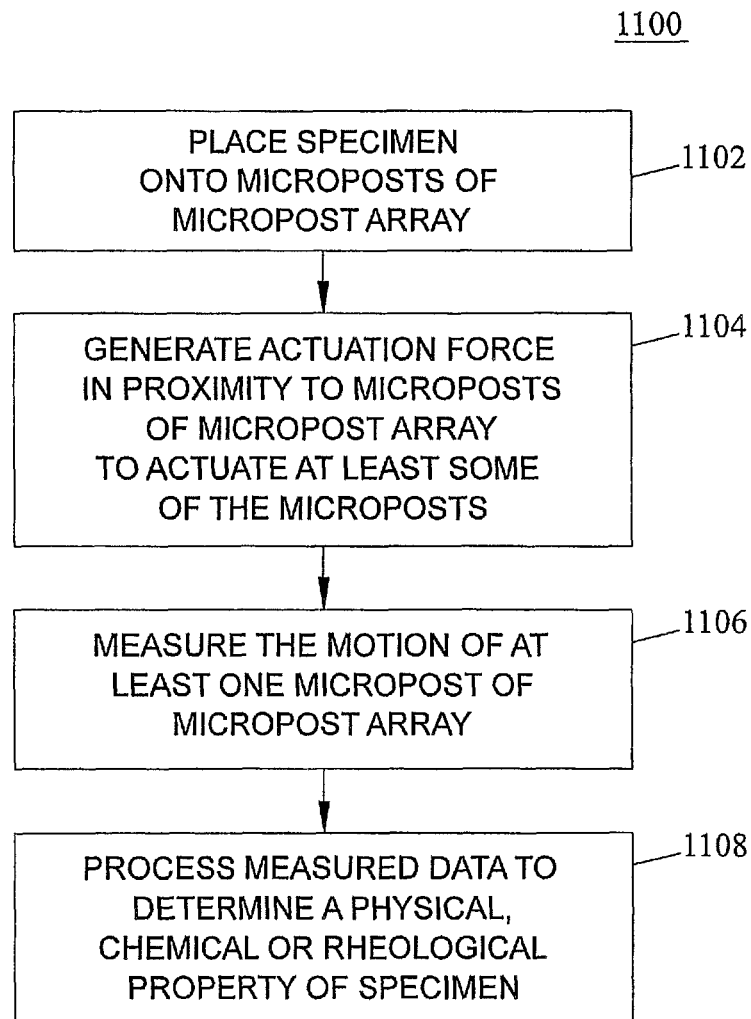 1100
PLACE SPECIMEN
ONTO MICROPOSTS OF
MICROPOST ARRAY
1102
GENERATE ACTUATION FORCE
IN PROXIMITY TO MICROPOSTS
OF MICROPOST ARRAY
TO ACTUATE AT LEAST SOME
OF THE MICROPOSTS
1104
MEASURE THE MOTION OF AT
LEAST ONE MICROPOST OF
MICROPOST ARRAY
1106
PROCESS MEASURED DATA TO
DETERMINE A PHYSICAL,
CHEMICAL OR RHEOLOGICAL
PROPERTY OF SPECIMEN
1108